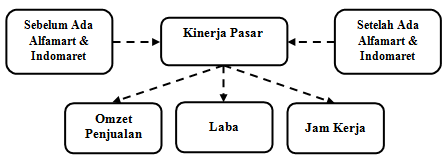 Sebelum Ada
Alfamart &
Indomaret
Kinerja Pasar
Setelah Ada
Alfamart &
Indomaret
Omzet
Penjualan
Laba
Jam Kerja